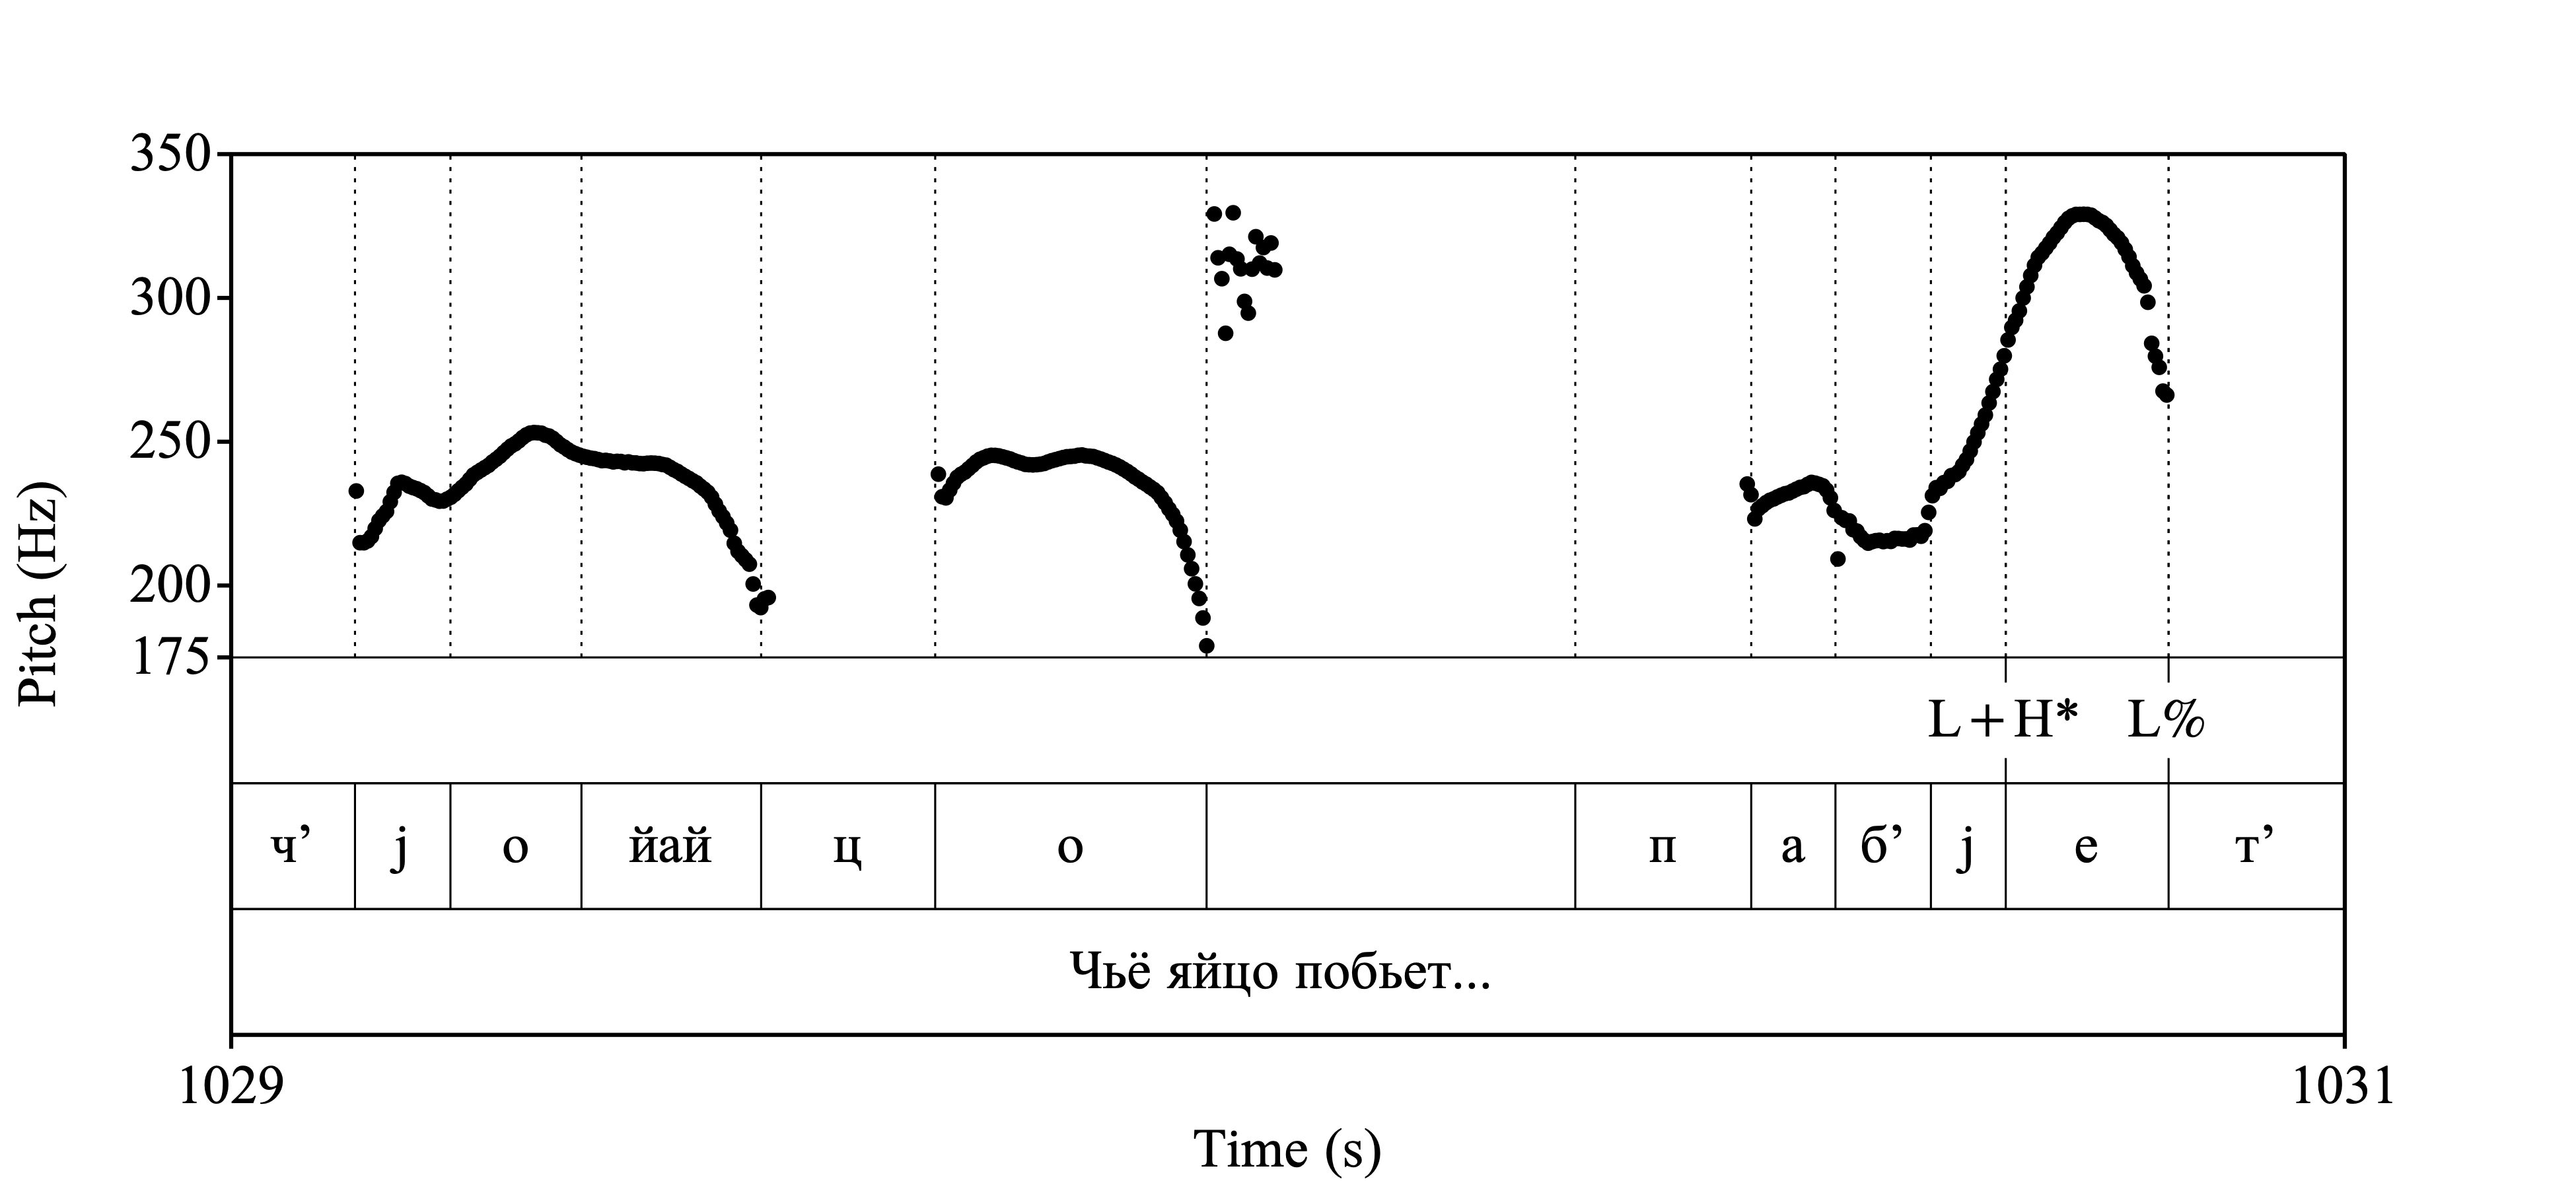 350
300
250
200
175
Pitch (Hz)
L+H* L%
ч’ j о йай ц о п а б’ j е т’
Чьё яйцо побьет...
1029 1031
Time (s)